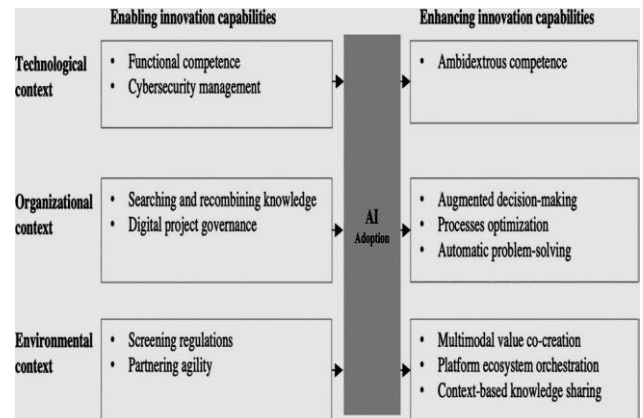 Enabling innovation capabilities
Enhancing innovation capabilities
Technological
context
• Functional competence
• Cybersecurity management
• Ambidextrous competence
Organizational
context
• Searching and recombining knowledge
• Digital project governance
AI
Adoption
• Augmented decision-making
• Processes optimization
• Automatic problem-solving
Environmental
context
• Screening regulations
• Partnering agility
• Multimodal value co-creation
• Platform ecosystem orchestration
• Context-based knowledge sharing